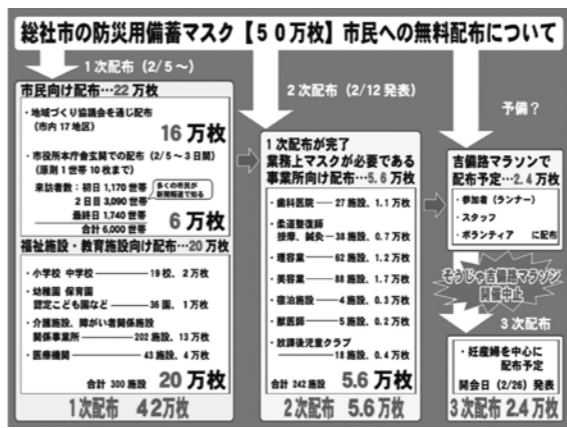 総社市の防災用備蓄マスク【50万枚】市民への無料配布について
1次配布(2/5～)
市民向け配布…22万枚
・地域づくり協議会を通じ配布
(市内17地区)
16万枚
・市役所本庁舎玄関での配布(2/5～3日間)
(原則1世帯10枚まで)
来訪者数：初日1,170世帯
2日目3,090世帯
最終日1,740世帯
合計6,000世帯
多くの市民が
新聞報道で知る
6万枚
福祉施設・教育施設向け配布…20万枚
・小学校 中学校――19校、2万枚
・幼稚園 保育園
認定こども園など――36園、1万枚
・介護施設、障がい者関係施設
関係事業所――202施設、13万枚
・医療機関――43施設、4万枚
合計 300施設 20万枚
1次配布 42万枚
2次配布(2/12発表)
1次配布が完了
業務上マスクが必要である
事業所向け配布…5.6万枚
・歯科医院――27施設、1.1万枚
・柔道整復師
按摩、鍼灸―38施設、0.7万枚
・理容業――62施設、1.2万枚
・美容業――88施設、1.7万枚
・宿泊施設――4施設、0.3万枚
・獣医師――5施設、0.2万枚
・放課後児童クラブ
――18施設、0.4万枚
合計 242施設 5.6万枚
2次配布 5.6万枚
予備？
吉備路マラソンで
配布予定…2.4万枚
・参加者(ランナー)
・スタッフ
・ボランティア に配布
そうじゃ吉備路マラソン
開催中止
3次配布
・妊産婦を中心に
配布予定
開会日(2/26)発表
3次配布 2.4万枚